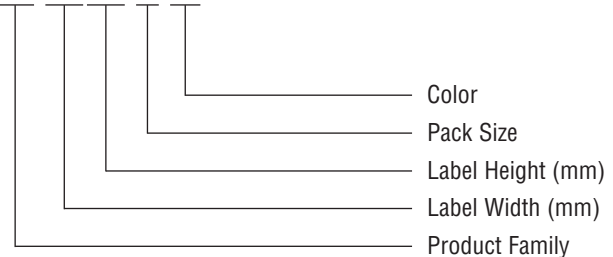 Color
Pack Size
Label Height (mm)
Label Width (mm)
Product Family